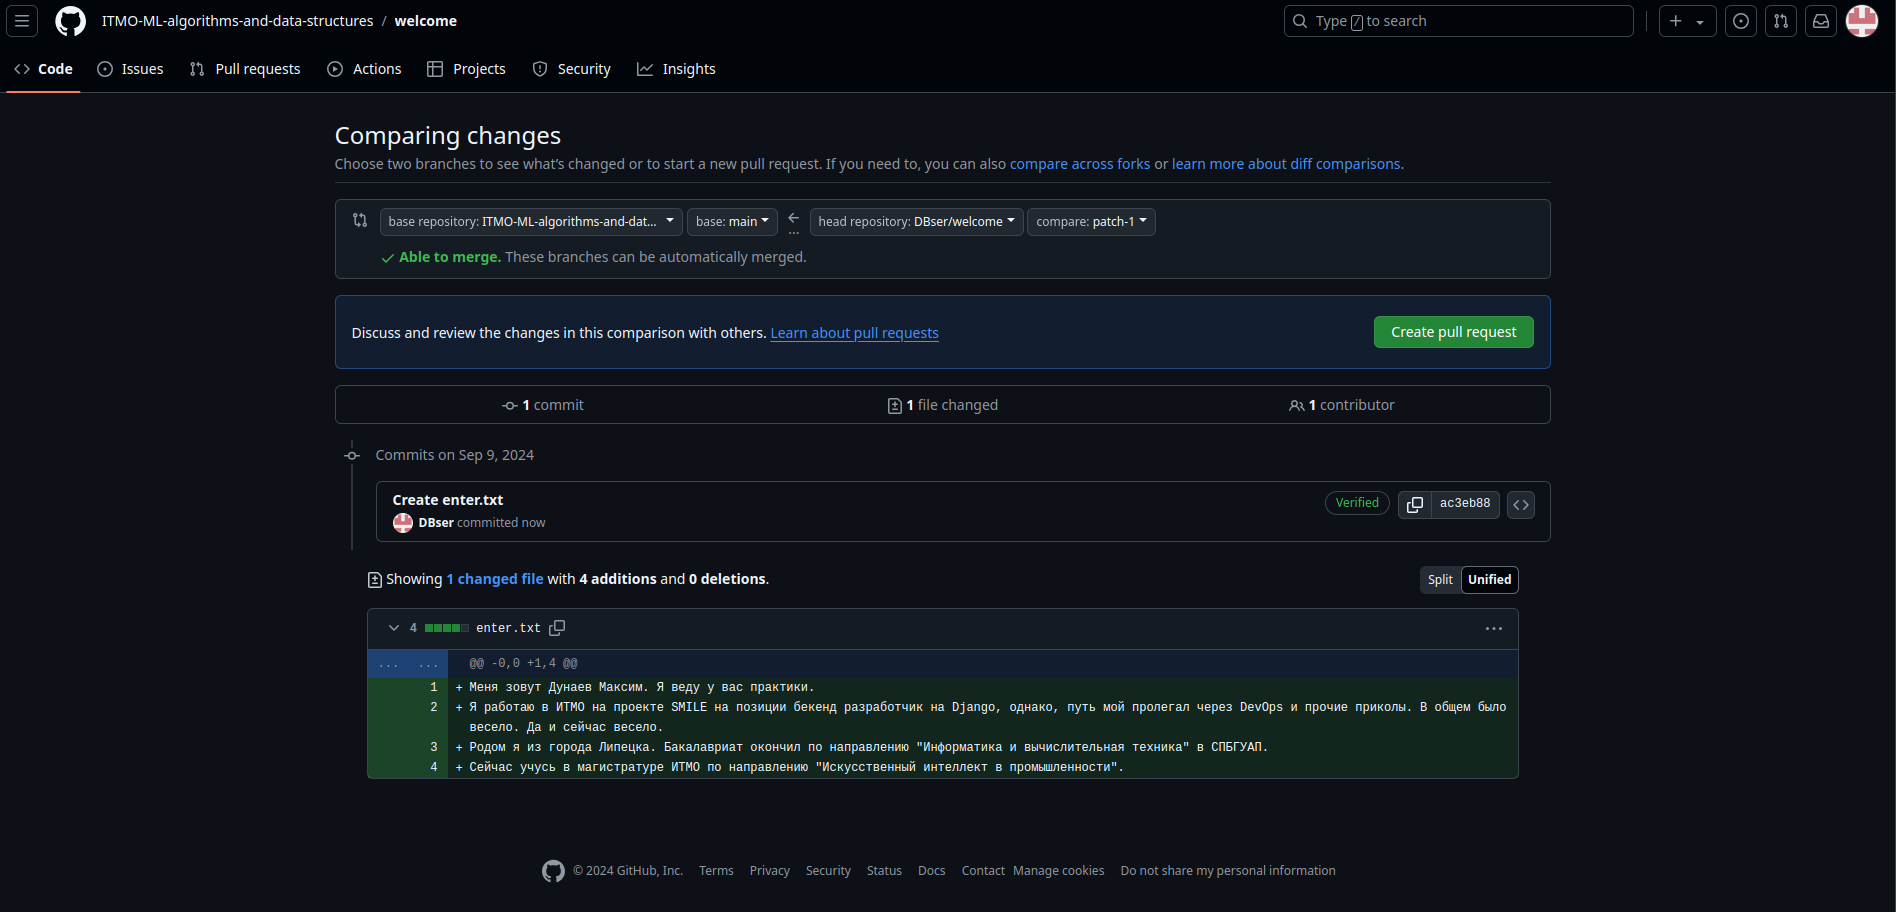 ITMO-ML-algorithms-and-data-structures / welcome
Type / to search
Code Issues Pull requests Actions Projects Security Insights
Comparing changes
Choose two branches to see what's changed or to start a new pull request. If you need to, you can also compare across forks or learn more about diff comparisons.
base repository: ITMO-ML-algorithms-and-dat... base: main ... head repository: DBser/welcome compare: patch-1
Able to merge. These branches can be automatically merged.
Discuss and review the changes in this comparison with others. Learn about pull requests
Create pull request
1 commit 1 file changed 1 contributor
Commits on Sep 9, 2024
Create enter.txt
DBser committed now
Verified ac3eb88
Showing 1 changed file with 4 additions and 0 deletions.
Split Unified
4 enter.txt ...
... ... @@ -0,0 +1,4 @@
1 + Меня зовут Дунаев Максим. Я веду у вас практики.
2 + Я работаю в ИТМО на проекте SMILE на позиции бекенд разработчик на Django, однако, путь мой пролегал через DevOps и прочие приколы. В общем было
весело. Да и сейчас весело.
3 + Родом я из города Липецка. Бакалавриат окончил по направлению "Информатика и вычислительная техника" в СПБГУАП.
4 + Сейчас учусь в магистратуре ИТМО по направлению "Искусственный интеллект в промышленности".
© 2024 GitHub, Inc. Terms Privacy Security Status Docs Contact Manage cookies Do not share my personal information